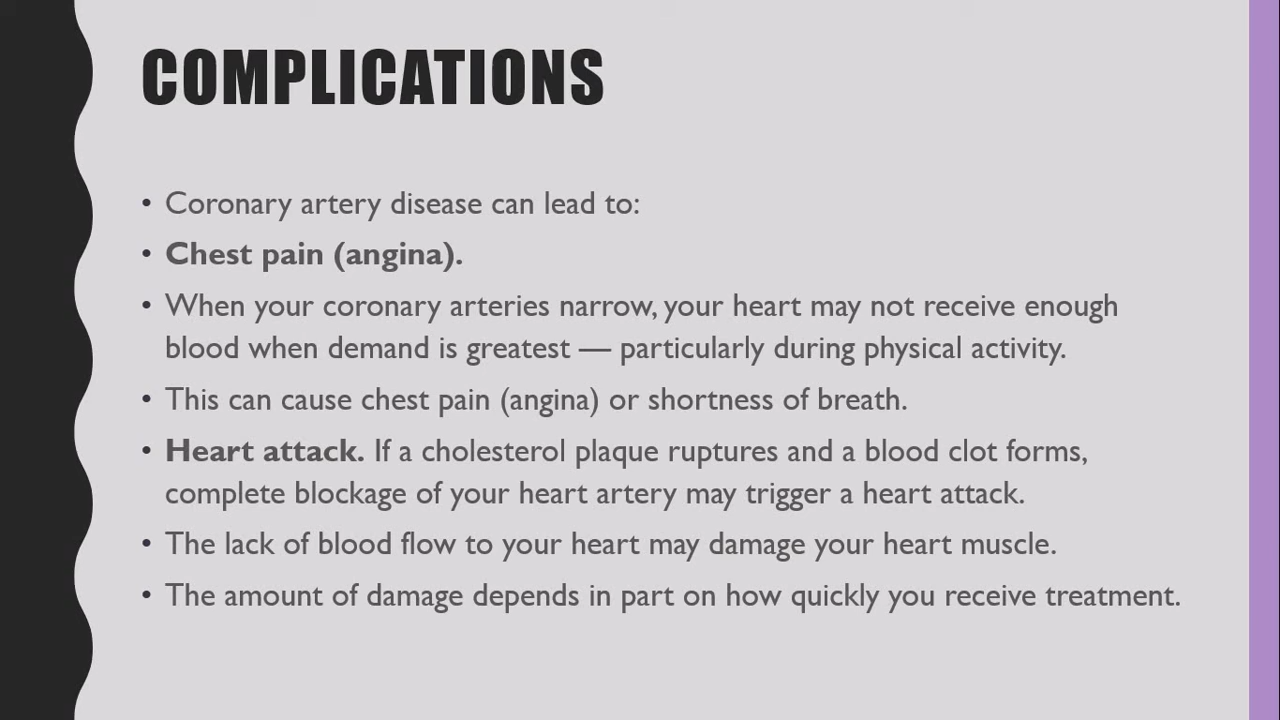 COMPLICATIONS
• Coronary artery disease can lead to:
• Chest pain (angina).
• When your coronary arteries narrow, your heart may not receive enough
blood when demand is greatest — particularly during physical activity.
• This can cause chest pain (angina) or shortness of breath.
• Heart attack. If a cholesterol plaque ruptures and a blood clot forms,
complete blockage of your heart artery may trigger a heart attack.
• The lack of blood flow to your heart may damage your heart muscle.
• The amount of damage depends in part on how quickly you receive treatment.